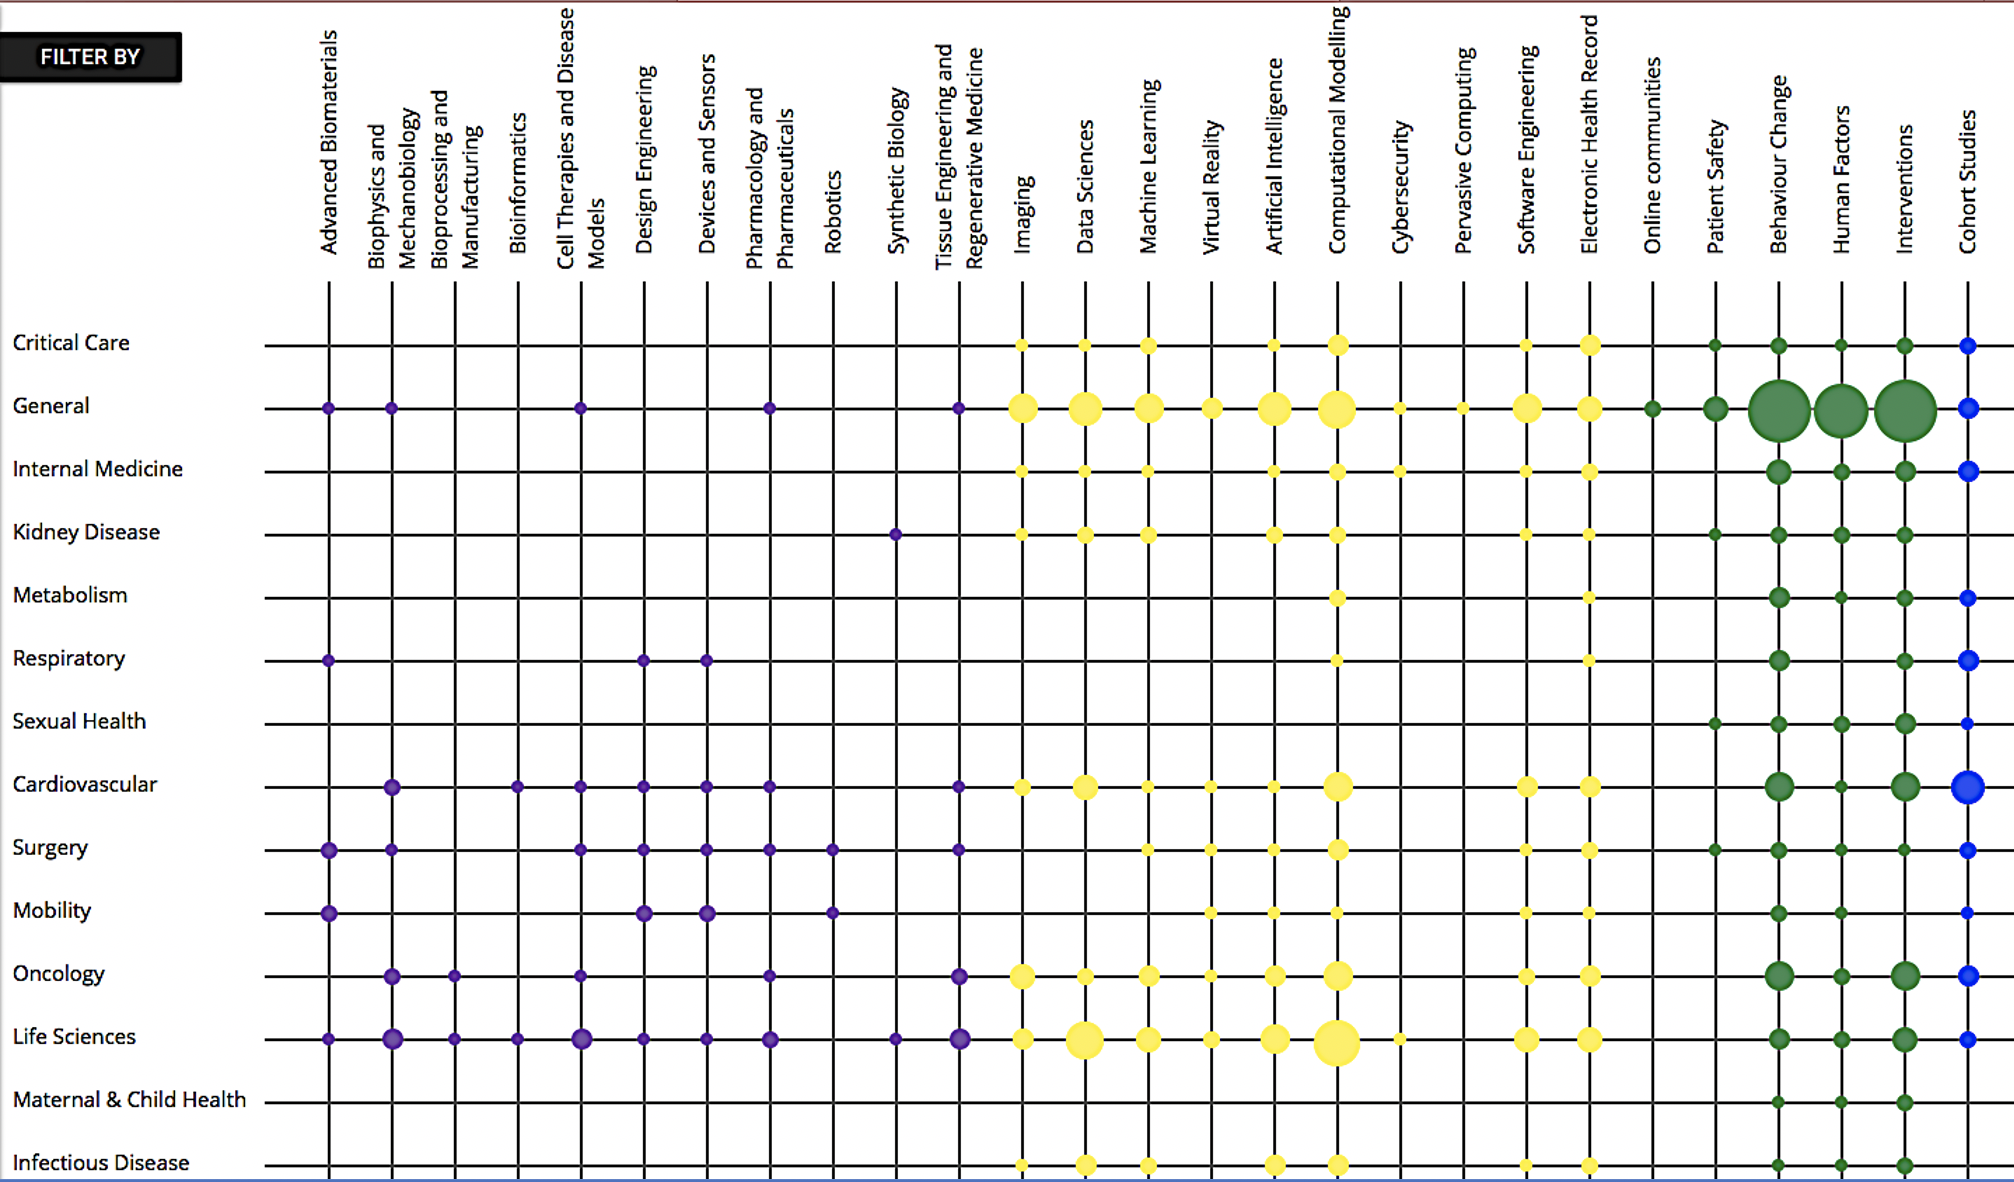 FILTER BY
Advanced Biomaterials
Biophysics and
Mechanobiology
Bioprocessing and
Manufacturing
Bioinformatics
Cell Therapies and Disease
Models
Design Engineering
Devices and Sensors
Pharmacology and
Pharmaceuticals
Robotics
Synthetic Biology
Tissue Engineering and
Regenerative Medicine
Imaging
Data Sciences
Machine Learning
Virtual Reality
Artificial Intelligence
Computational Modelling
Cybersecurity
Pervasive Computing
Software Engineering
Electronic Health Record
Online communities
Patient Safety
Behaviour Change
Human Factors
Interventions
Cohort Studies
Critical Care
General
Internal Medicine
Kidney Disease
Metabolism
Respiratory
Sexual Health
Cardiovascular
Surgery
Mobility
Oncology
Life Sciences
Maternal & Child Health
Infectious Disease